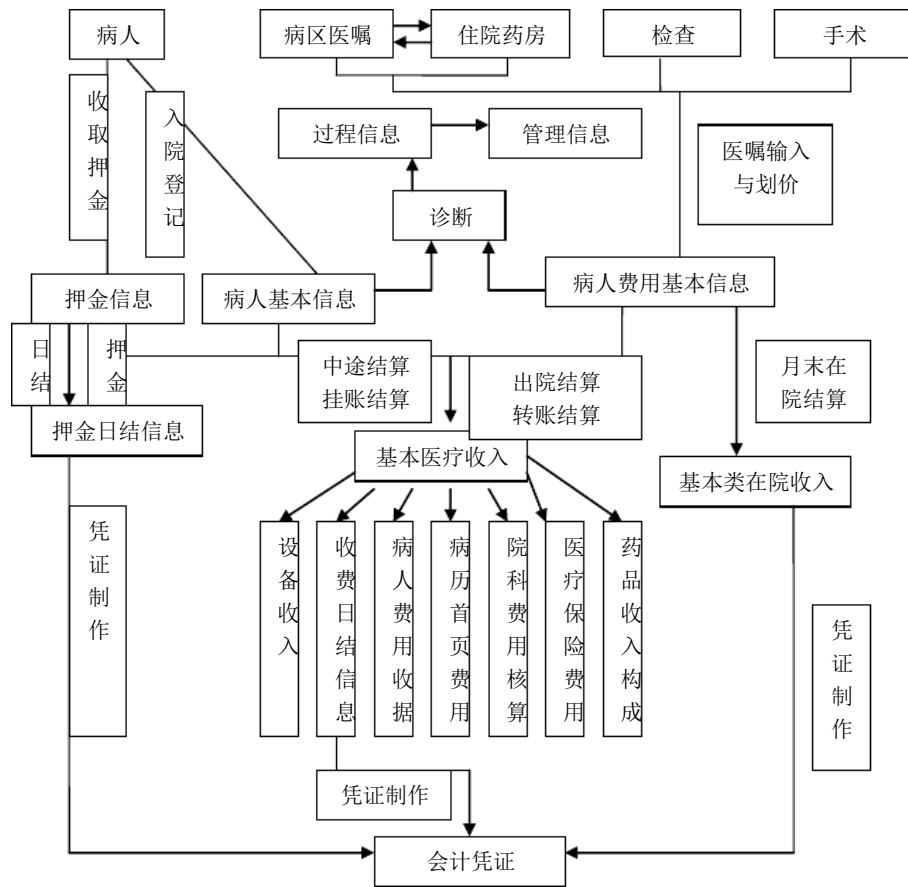 病人
病区医嘱
住院药房
检查
手术
收取押金
入院登记
过程信息
管理信息
医嘱输入
与划价
诊断
押金信息
病人基本信息
病人费用基本信息
日结
押金
中途结算
挂账结算
出院结算
转账结算
月末在
院结算
押金日结信息
基本医疗收入
基本类在院收入
凭证制作
设备收入
收费日结信息
病人费用收据
病历首页费用
院科费用核算
医疗保险费用
药品收入构成
凭证制作
凭证制作
会计凭证